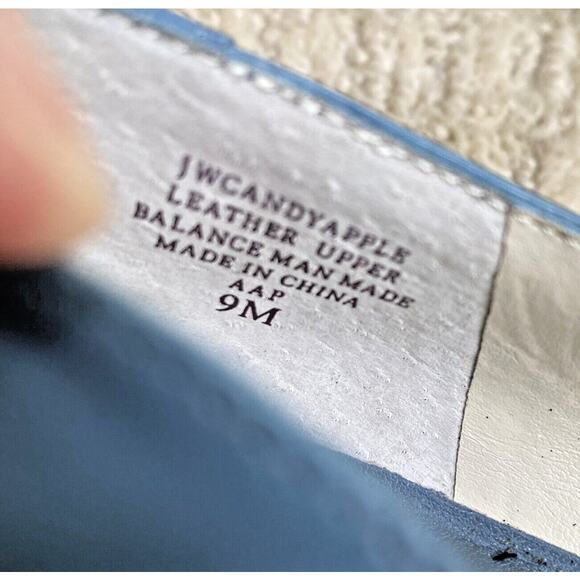 JWCANDYAPPLE
LEATHER UPPER
BALANCE MAN MADE
MADE IN CHINA
AAP
9M